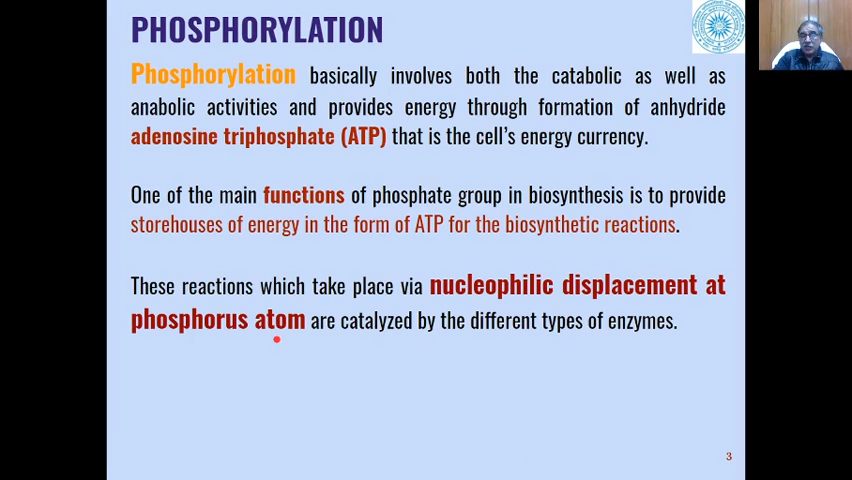 PHOSPHORYLATION
Phosphorylation basically involves both the catabolic as well as
anabolic activities and provides energy through formation of anhydride
adenosine triphosphate (ATP) that is the cell's energy currency.
One of the main functions of phosphate group in biosynthesis is to provide
storehouses of energy in the form of ATP for the biosynthetic reactions.
These reactions which take place via nucleophilic displacement at
phosphorus atom are catalyzed by the different types of enzymes.
3